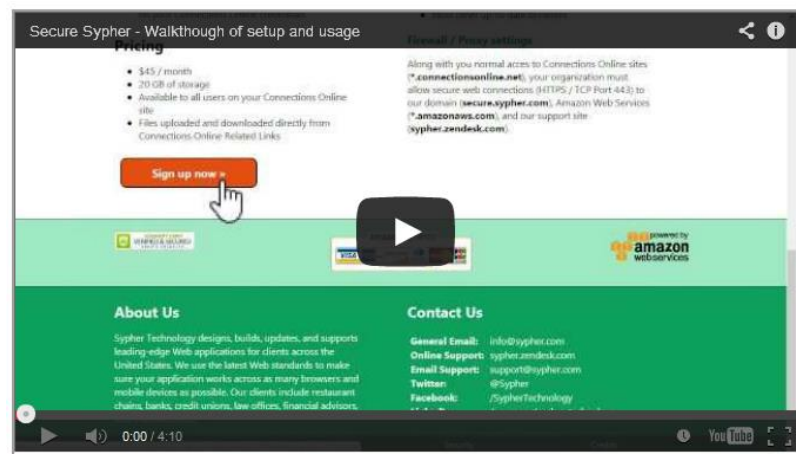 Secure Sypher - Walkthough of setup and usage
Pricing
• $45 / month
• 20 GB of storage
• Available to all users on your Connections Online
site
• Files uploaded and downloaded directly from
Connections Online Related Links
Sign up now »
Firewall / Proxy settings
Along with you normal acces to Connections Online sites
(*.connectionsonline.net), your organization must
allow secure web connections (HTTPS / TCP Port 443) to
our domain (secure.sypher.com), Amazon Web Services
(*.amazonaws.com), and our support site
(sypher.zendesk.com).
VERIFIED & SECURED
VISA
powered by
amazon
webservices
About Us
Sypher Technology designs, builds, updates, and supports
leading-edge Web applications for clients across the
United States. We use the latest Web standards to make
sure your application works across as many browsers and
mobile devices as possible. Our clients include restaurant
chains, banks, credit unions, law offices, financial advisors,
Contact Us
General Email: info@sypher.com
Online Support: sypher.zendesk.com
Email Support: support@sypher.com
Twitter: @Sypher
Facebook: /SypherTechnology
0:00 / 4:10
YouTube